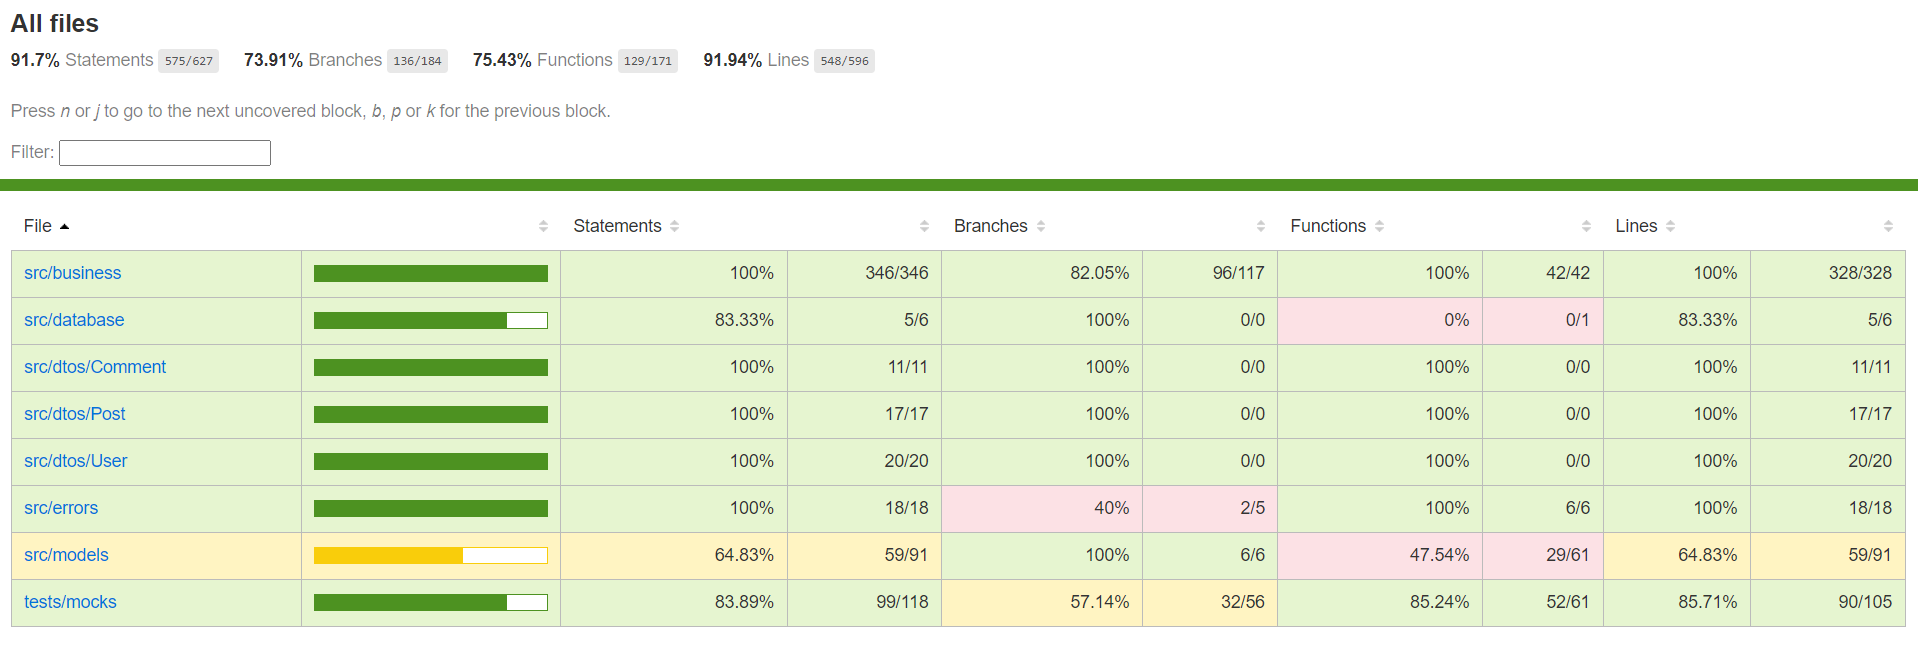 All files
91.7% Statements 575/627 73.91% Branches 136/184 75.43% Functions 129/171 91.94% Lines 548/596
Press n or j to go to the next uncovered block, b, p or k for the previous block.
Filter:
File Statements Branches Functions Lines
src/business 100% 346/346 82.05% 96/117 100% 42/42 100% 328/328
src/database 83.33% 5/6 100% 0/0 0% 0/1 83.33% 5/6
src/dtos/Comment 100% 11/11 100% 0/0 100% 0/0 100% 11/11
src/dtos/Post 100% 17/17 100% 0/0 100% 0/0 100% 17/17
src/dtos/User 100% 20/20 100% 0/0 100% 0/0 100% 20/20
src/errors 100% 18/18 40% 2/5 100% 6/6 100% 18/18
src/models 64.83% 59/91 100% 6/6 47.54% 29/61 64.83% 59/91
tests/mocks 83.89% 99/118 57.14% 32/56 85.24% 52/61 85.71% 90/105